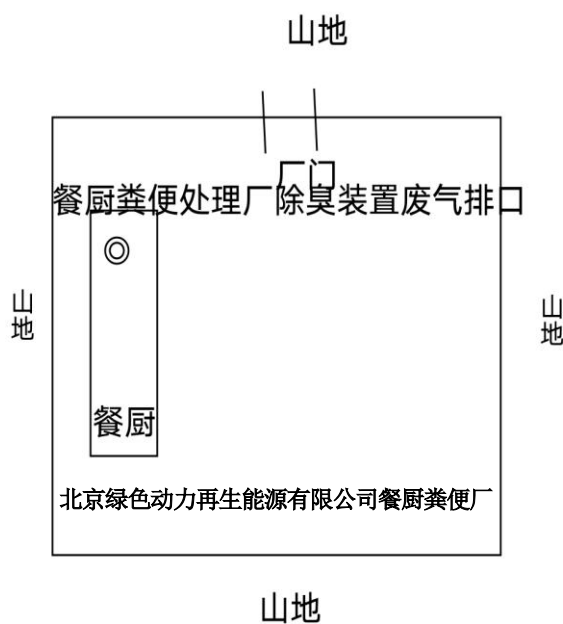 山地
厂门
餐厨粪便处理厂除臭装置废气排口
山地
山地
餐厨
北京绿色动力再生能源有限公司餐厨粪便厂
山地